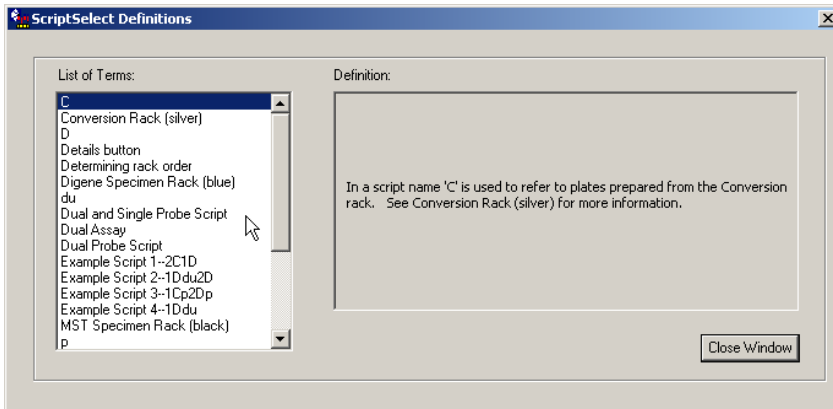 ScriptSelect Definitions
List of Terms:
C
Conversion Rack (silver)
D
Details button
Determining rack order
Digene Specimen Rack (blue)
du
Dual and Single Probe Script
Dual Assay
Dual Probe Script
Example Script 1--2C1D
Example Script 2--1Ddu2D
Example Script 3--1Cp2Dp
Example Script 4--1Ddu
MST Specimen Rack (black)
p
Definition:
In a script name 'C' is used to refer to plates prepared from the Conversion
rack.   See Conversion Rack (silver) for more information.
Close Window